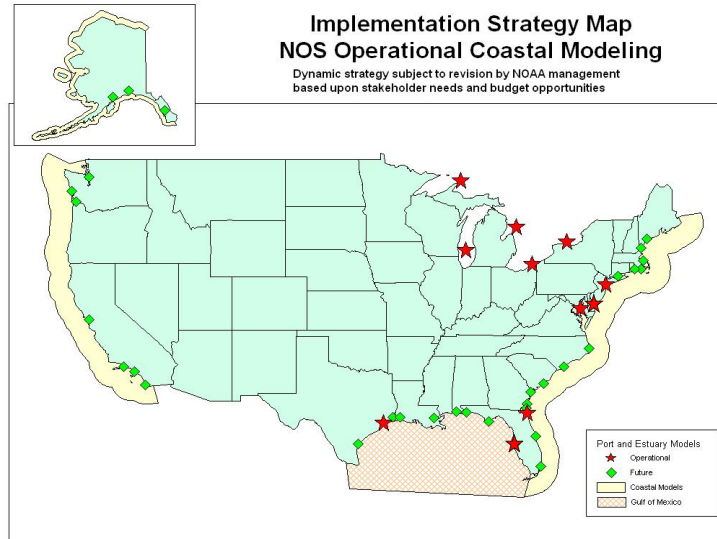 Implementation Strategy Map
NOS Operational Coastal Modeling
Dynamic strategy subject to revision by NOAA management
based upon stakeholder needs and budget opportunities
Port and Estuary Models
Operational
Future
Coastal Models
Gulf of Mexico